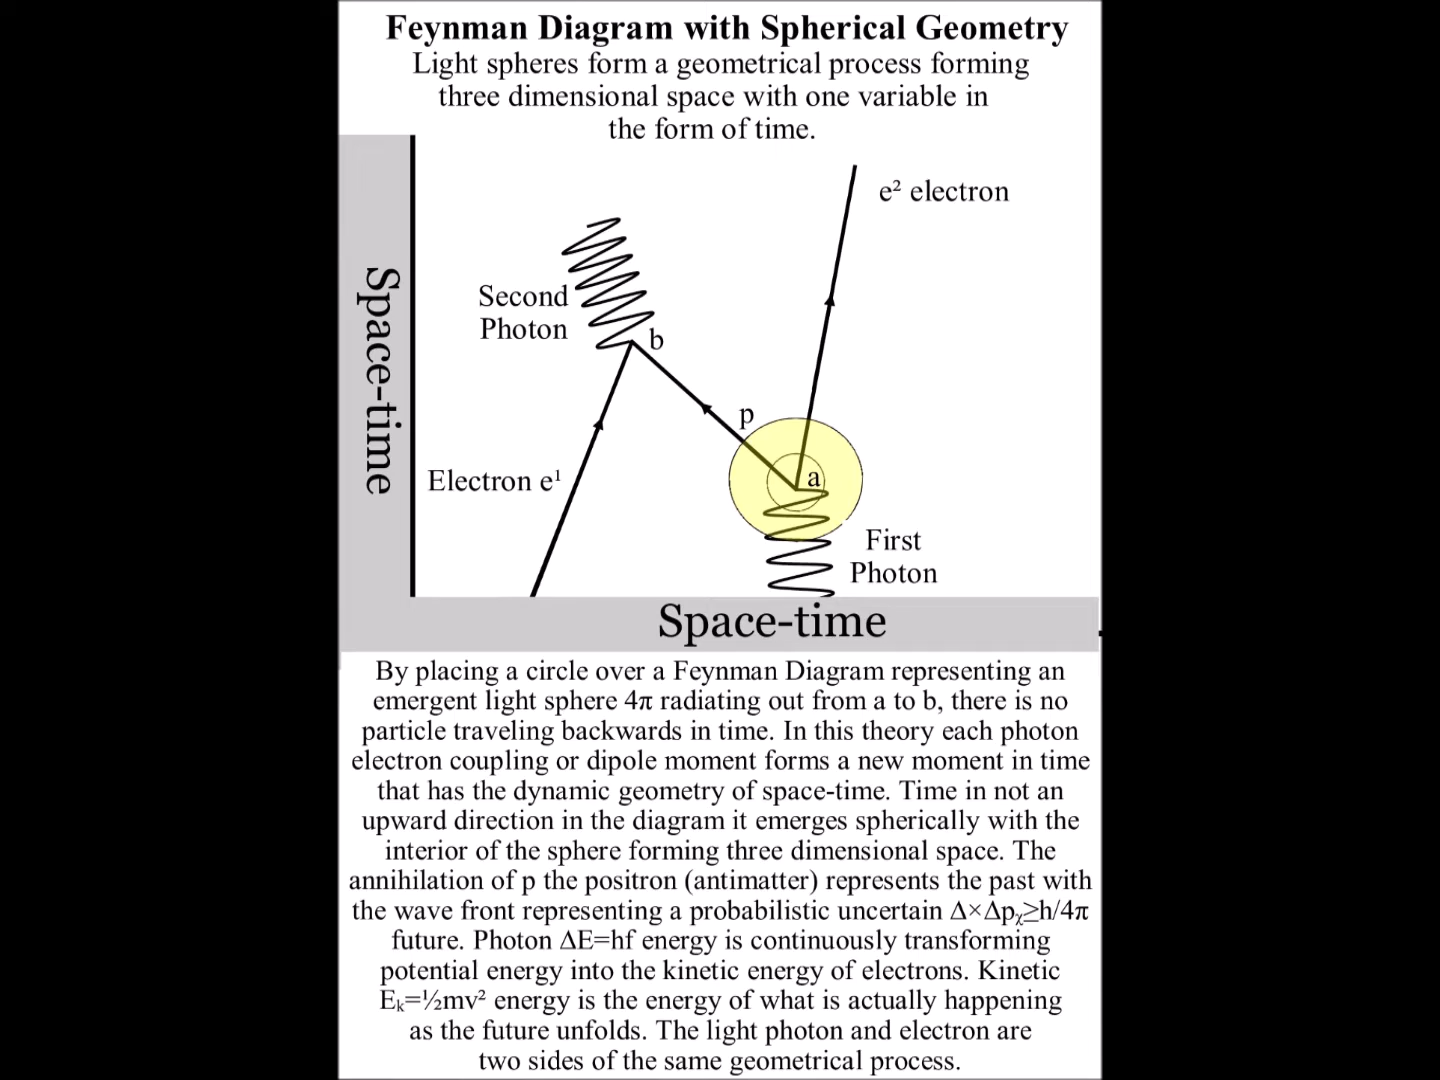 Feynman Diagram with Spherical Geometry
Light spheres form a geometrical process forming
three dimensional space with one variable in
the form of time.
e² electron
Second
Photon
b
p
Electron e¹
a
First
Photon
Space-time
Space-time
By placing a circle over a Feynman Diagram representing an
emergent light sphere 4π radiating out from a to b, there is no
particle traveling backwards in time. In this theory each photon
electron coupling or dipole moment forms a new moment in time
that has the dynamic geometry of space-time. Time in not an
upward direction in the diagram it emerges spherically with the
interior of the sphere forming three dimensional space. The
annihilation of p the positron (antimatter) represents the past with
the wave front representing a probabilistic uncertain Δ×Δpᵪ≥h/4π
future. Photon ΔE=hf energy is continuously transforming
potential energy into the kinetic energy of electrons. Kinetic
Eₖ=½mv² energy is the energy of what is actually happening
as the future unfolds. The light photon and electron are
two sides of the same geometrical process.